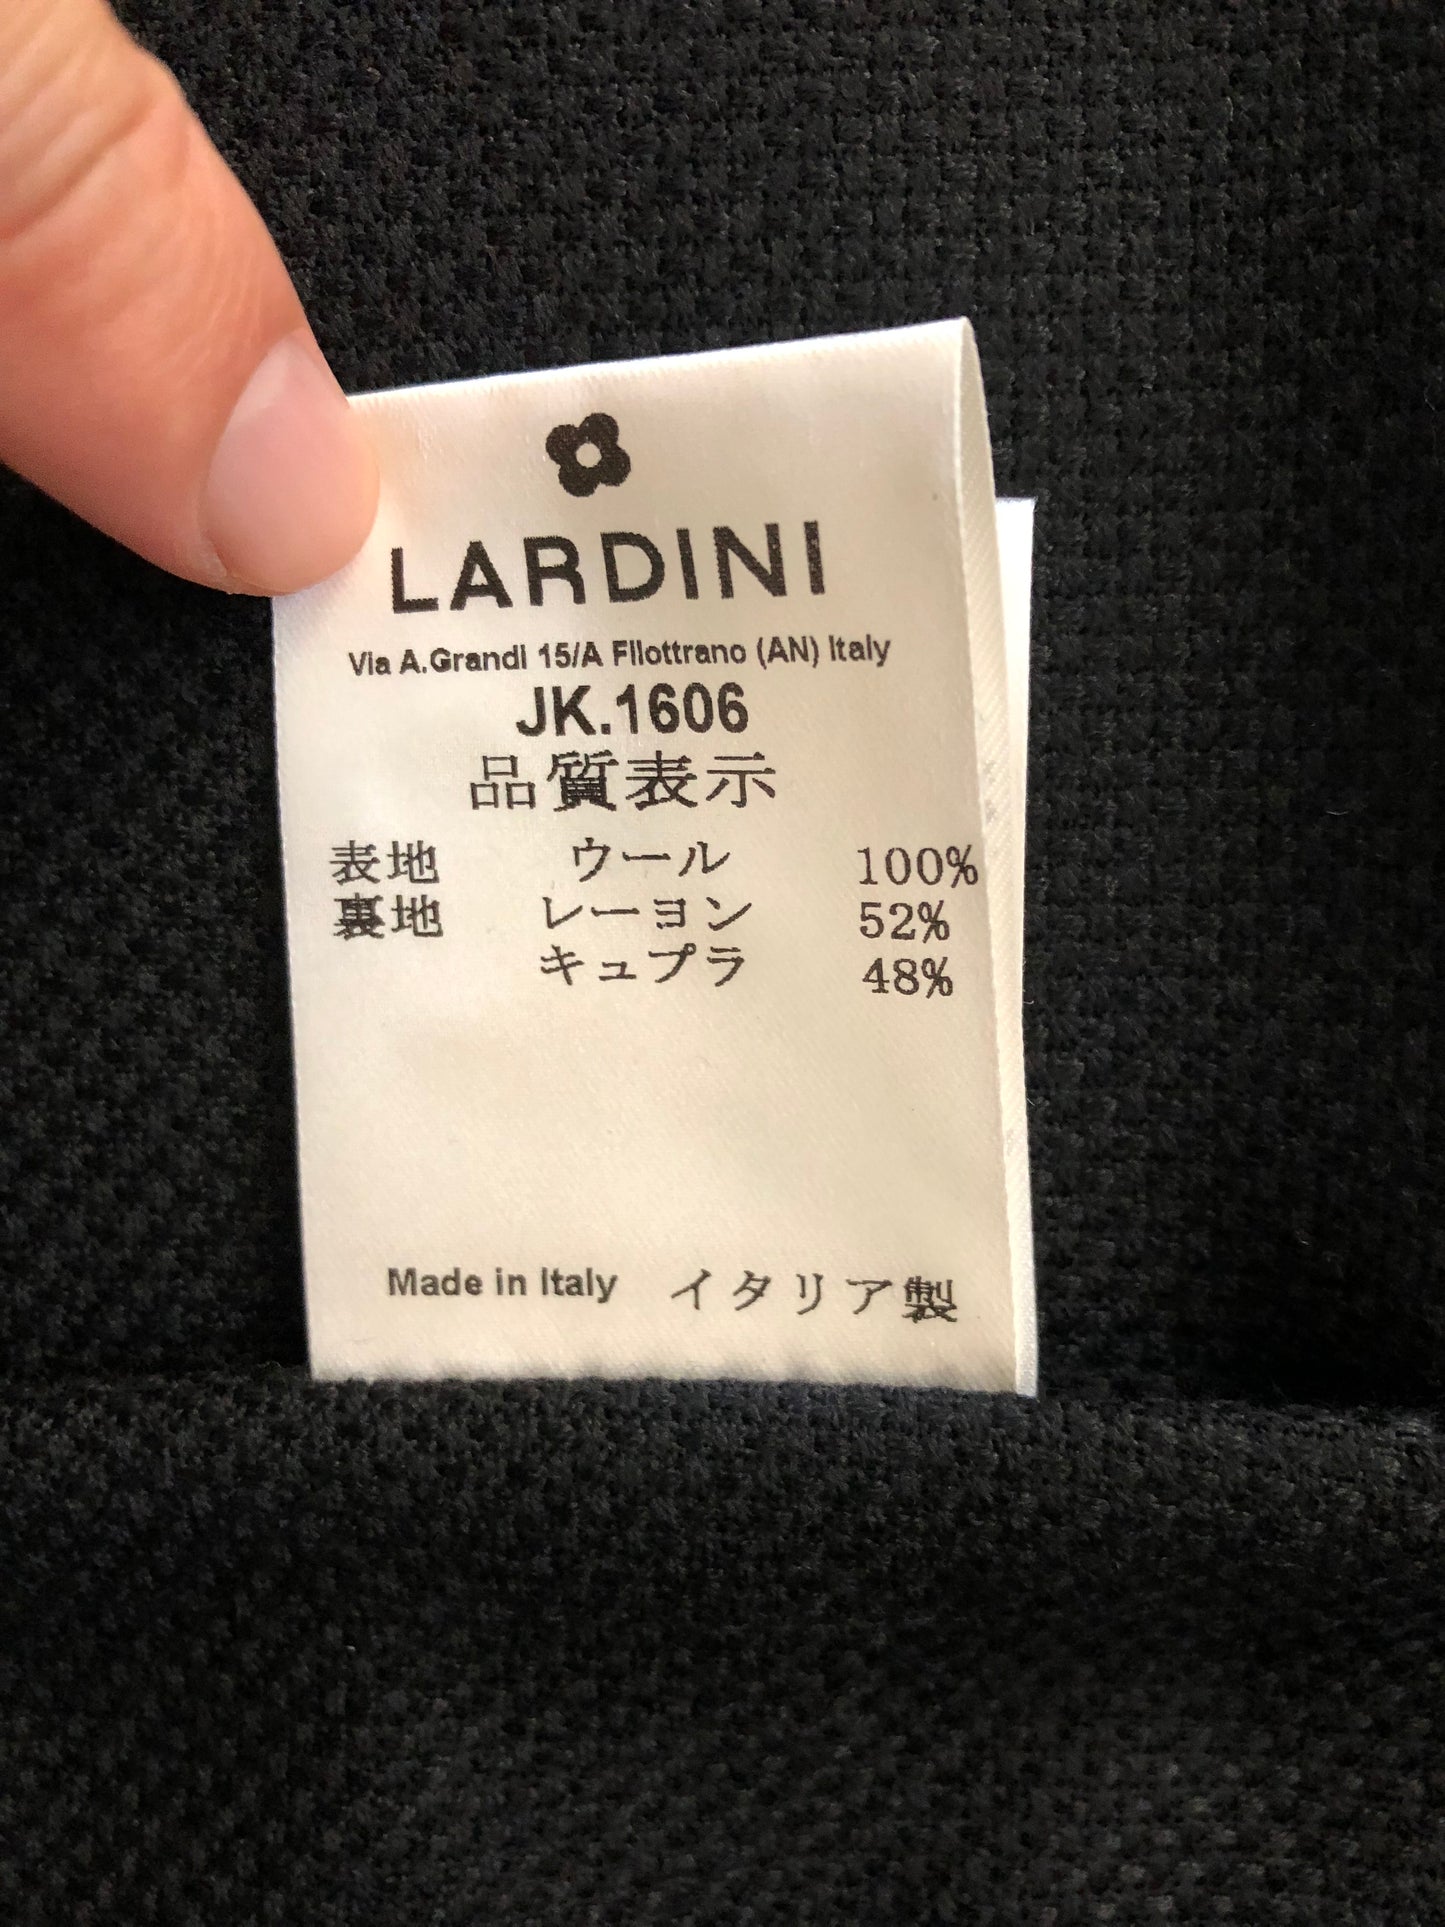 LARDINI
Via A.Grandi 15/A Filottrano (AN) Italy
JK.1606
品質表示
表地 ウール 100%
裏地 レーヨン 52%
キュプラ 48%
Made in Italy イタリア製